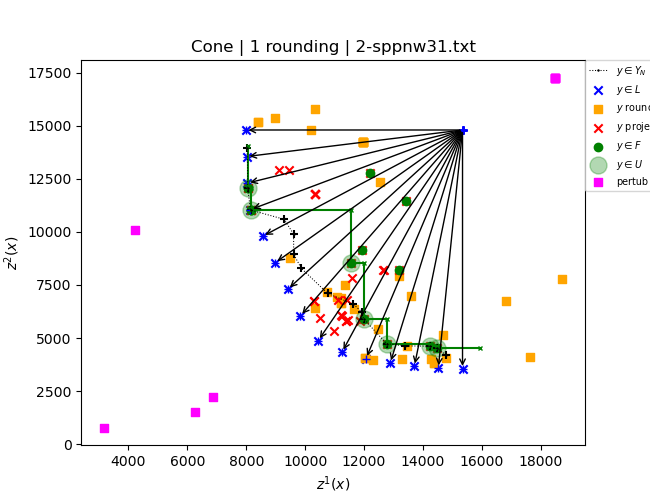 Cone | 1 rounding | 2-sppnw31.txt
17500
15000
12500
10000
7500
5000
2500
0
z²(x)
4000
6000
8000
10000
12000
14000
16000
18000
z¹(x)
y ∈ Y_N
y ∈ L
y round
y proje
y ∈ F
y ∈ U
pertub